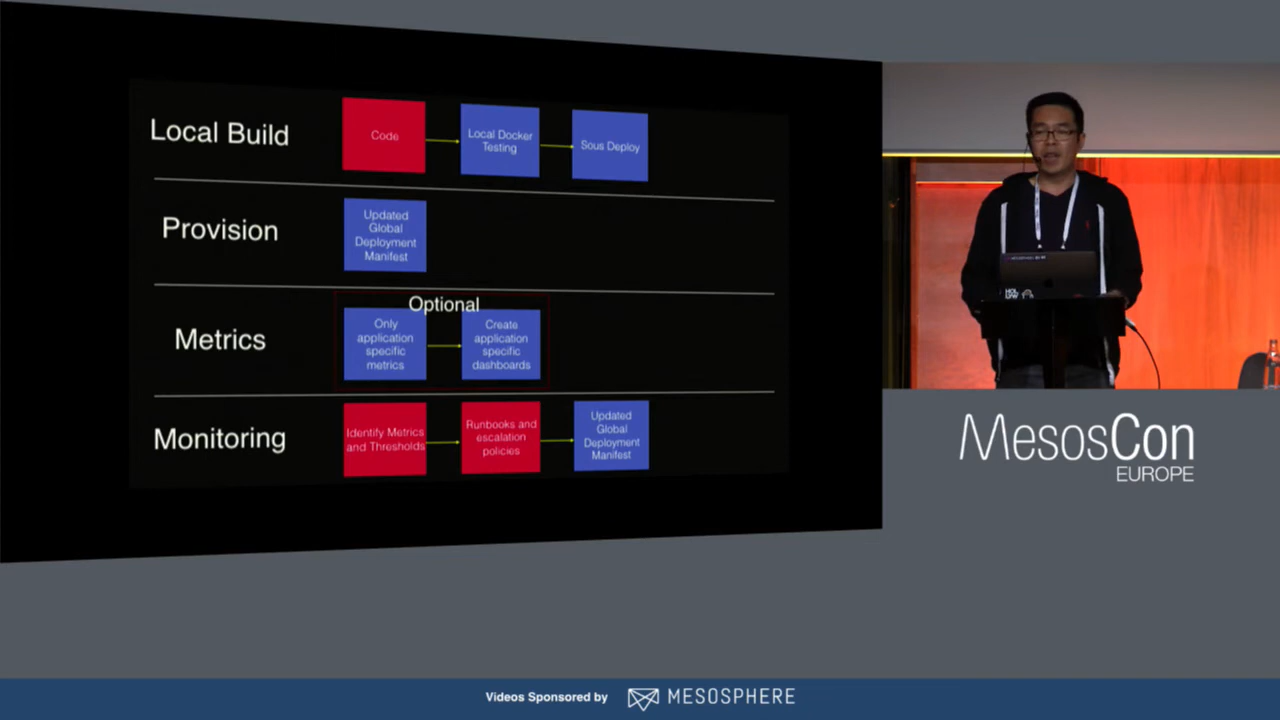 Local Build
Code
Local Docker
Testing
Sous Deploy
Provision
Updated
Global
Deployment
Manifest
Optional
Metrics
Only
application
specific
metrics
Create
application
specific
dashboards
Monitoring
Identify Metrics
and Thresholds
Runbooks and
escalation
policies
Updated
Global
Deployment
Manifest
MesosCon
EUROPE
Videos Sponsored by
MESOSPHERE